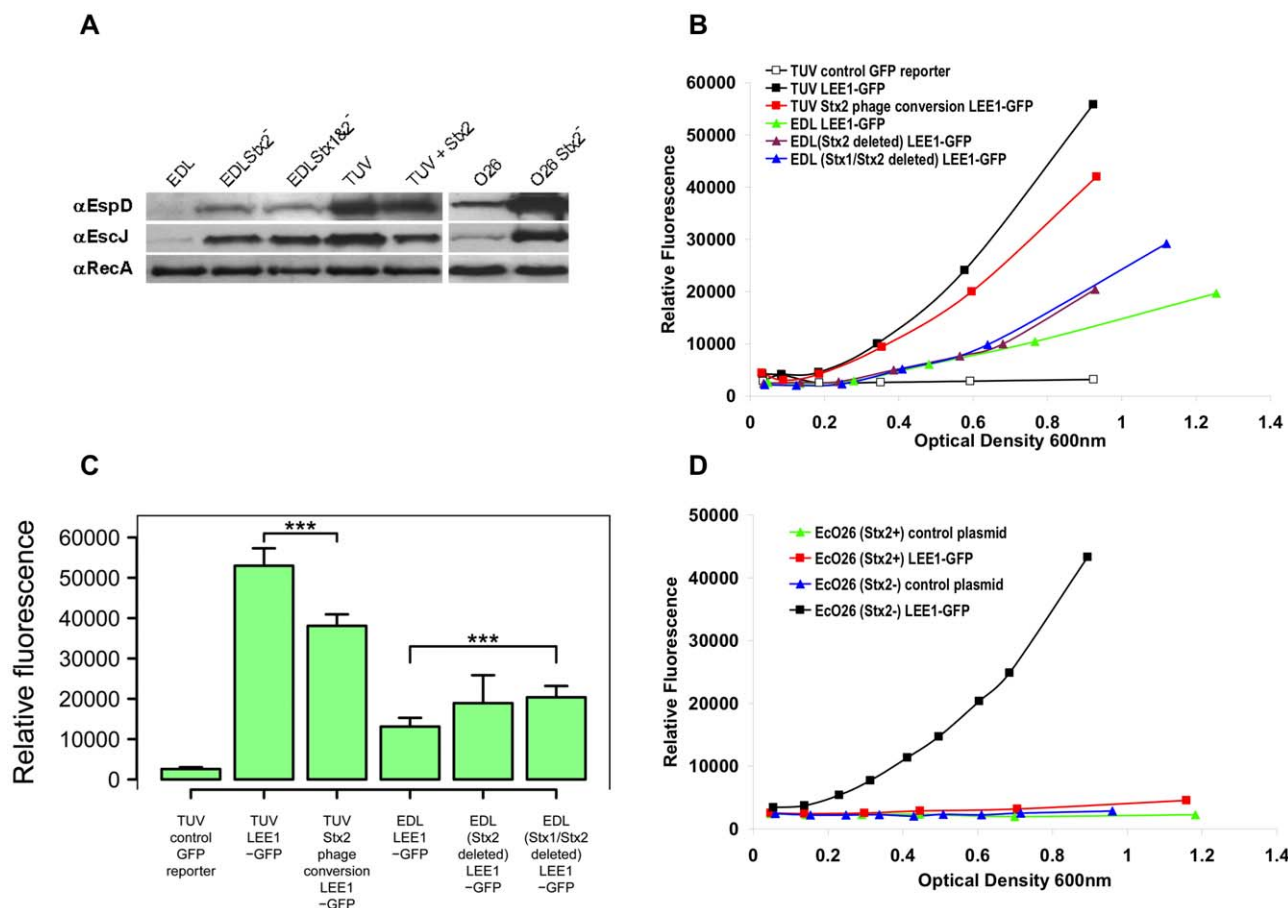 A
EDL
EDLStx2⁻
EDLStx1&2⁻
TUV
TUV + Stx2
O26
O26 Stx2⁻
αEspD
αEscJ
αRecA
B
TUV control GFP reporter
TUV LEE1-GFP
TUV Stx2 phage conversion LEE1-GFP
EDL LEE1-GFP
EDL(Stx2 deleted) LEE1-GFP
EDL (Stx1/Stx2 deleted) LEE1-GFP
60000
50000
40000
30000
20000
10000
0
Relative Fluorescence
0 0.2 0.4 0.6 0.8 1 1.2 1.4
Optical Density 600nm
C
Relative fluorescence
60000
50000
40000
30000
20000
10000
0
***
***
TUV
control
GFP
reporter
TUV
LEE1
−GFP
TUV
Stx2
phage
conversion
LEE1
−GFP
EDL
LEE1
−GFP
EDL
(Stx2
deleted)
LEE1
−GFP
EDL
(Stx1/Stx2
deleted)
LEE1
−GFP
D
EcO26 (Stx2+) control plasmid
EcO26 (Stx2+) LEE1-GFP
EcO26 (Stx2-) control plasmid
EcO26 (Stx2-) LEE1-GFP
50000
40000
30000
20000
10000
0
Relative Fluorescence
0 0.2 0.4 0.6 0.8 1 1.2 1.4
Optical Density 600nm